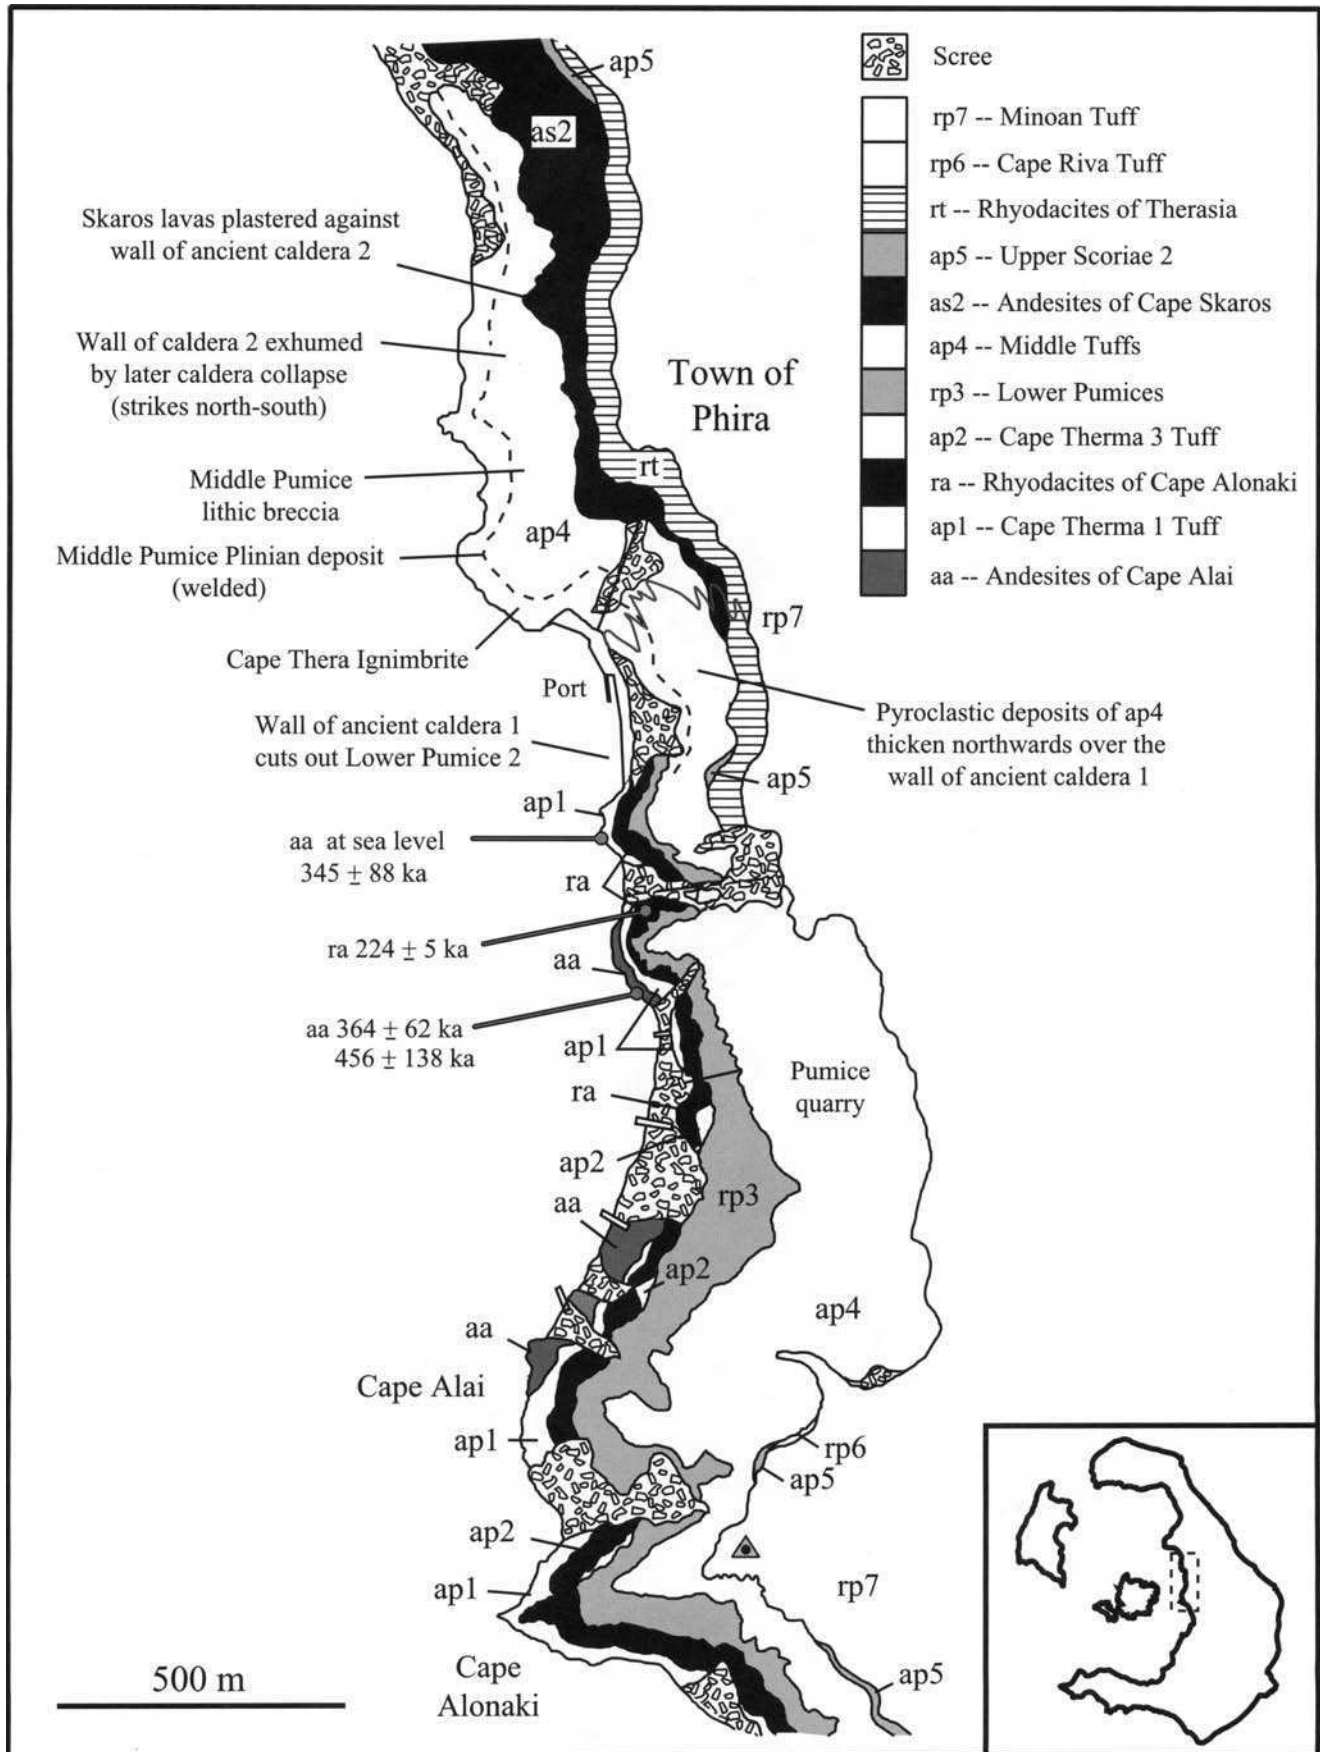 Scree
rp7 -- Minoan Tuff
rp6 -- Cape Riva Tuff
rt -- Rhyodacites of Therasia
ap5 -- Upper Scoriae 2
as2 -- Andesites of Cape Skaros
ap4 -- Middle Tuffs
rp3 -- Lower Pumices
ap2 -- Cape Therma 3 Tuff
ra -- Rhyodacites of Cape Alonaki
ap1 -- Cape Therma 1 Tuff
aa -- Andesites of Cape Alai
ap5
as2
Skaros lavas plastered against
wall of ancient caldera 2
Wall of caldera 2 exhumed
by later caldera collapse
(strikes north-south)
Town of
Phira
rt
Middle Pumice
lithic breccia
ap4
Middle Pumice Plinian deposit
(welded)
rp7
Cape Thera Ignimbrite
Port
Wall of ancient caldera 1
cuts out Lower Pumice 2
Pyroclastic deposits of ap4
thicken northwards over the
wall of ancient caldera 1
ap5
ap1
aa at sea level
345 ± 88 ka
ra
ra 224 ± 5 ka
aa
aa 364 ± 62 ka
456 ± 138 ka
ap1
Pumice
quarry
ra
ap2
rp3
aa
ap2
ap4
aa
Cape Alai
ap1
rp6
ap5
ap2
ap1
rp7
ap5
Cape
Alonaki
500 m